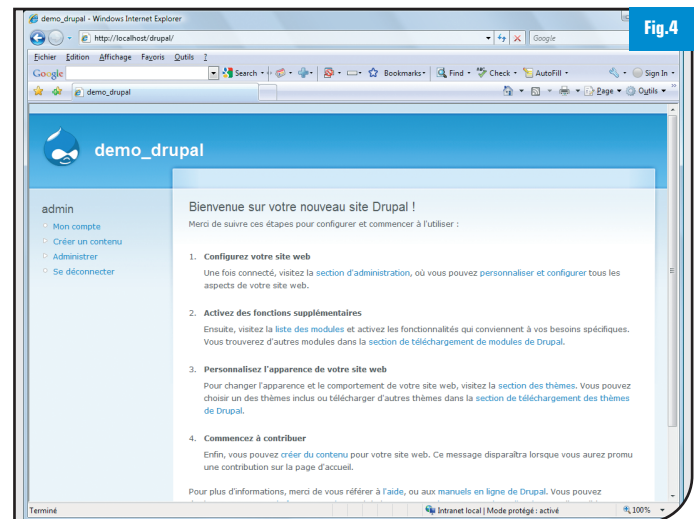 demo_drupal - Windows Internet Explorer
Fig.4
http://localhost/drupal/
Google
Fichier Edition Affichage Favoris Outils ?
Google Search Bookmarks Find Check AutoFill Sign In
demo_drupal Page Outils
demo_drupal
admin
Mon compte
Créer un contenu
Administrer
Se déconnecter
Bienvenue sur votre nouveau site Drupal !
Merci de suivre ces étapes pour configurer et commencer à l'utiliser :
1. Configurez votre site web
Une fois connecté, visitez la section d'administration, où vous pouvez personnaliser et configurer tous les
aspects de votre site web.
2. Activez des fonctions supplémentaires
Ensuite, visitez la liste des modules et activez les fonctionnalités qui conviennent à vos besoins spécifiques.
Vous trouverez d'autres modules dans la section de téléchargement de modules de Drupal.
3. Personnalisez l'apparence de votre site web
Pour changer l'apparence et le comportement de votre site web, visitez la section des thèmes. Vous pouvez
choisir un des thèmes inclus ou télécharger d'autres thèmes dans la section de téléchargement des thèmes
de Drupal.
4. Commencez à contribuer
Enfin, vous pouvez créer du contenu pour votre site web. Ce message disparaîtra lorsque vous aurez promu
une contribution sur la page d'accueil.
Pour plus d'informations, merci de vous référer à l'aide, ou aux manuels en ligne de Drupal. Vous pouvez
Terminé
Intranet local | Mode protégé : activé
100%